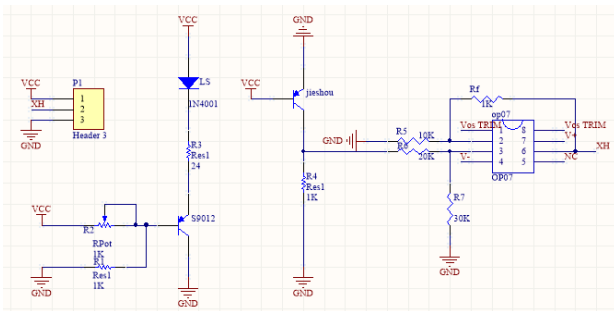 VCC
GND
P1
LS
jieshou
VCC
VCC
Rf
1
1K
XH
2
op07
3
1N4001
Vos TRIM
Vos TRIM
GND
Header 3
R5
10K
1
8
V+
GND
2
7
XH
R6
20K
3
6
R3
V-
4
5
NC
Res1
24
OP07
R4
Res1
1K
R7
30K
VCC
S9012
R2
RPot
1K
R1
Res1
1K
GND
GND
GND
GND